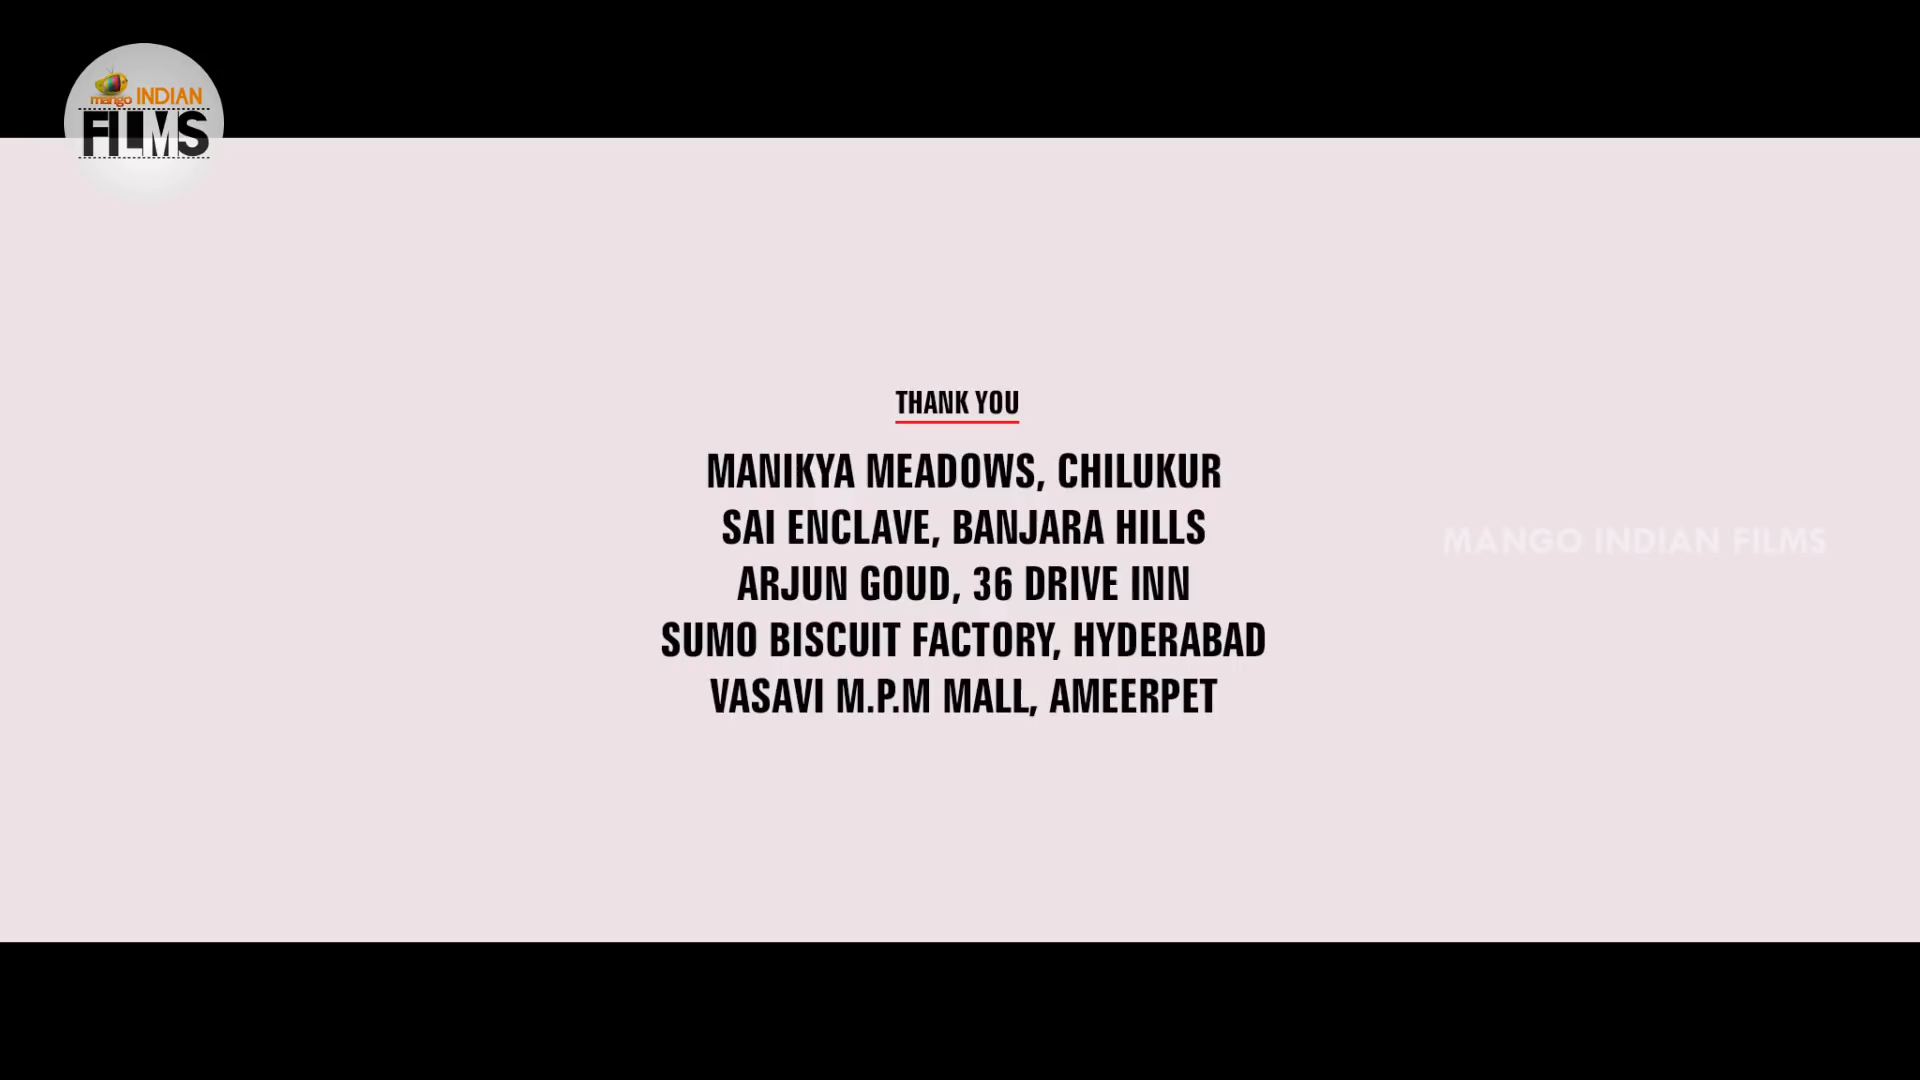 mango INDIAN
FILMS
THANK YOU
MANIKYA MEADOWS, CHILUKUR
SAI ENCLAVE, BANJARA HILLS
ARJUN GOUD, 36 DRIVE INN
SUMO BISCUIT FACTORY, HYDERABAD
VASAVI M.P.M MALL, AMEERPET
MANGO INDIAN FILMS